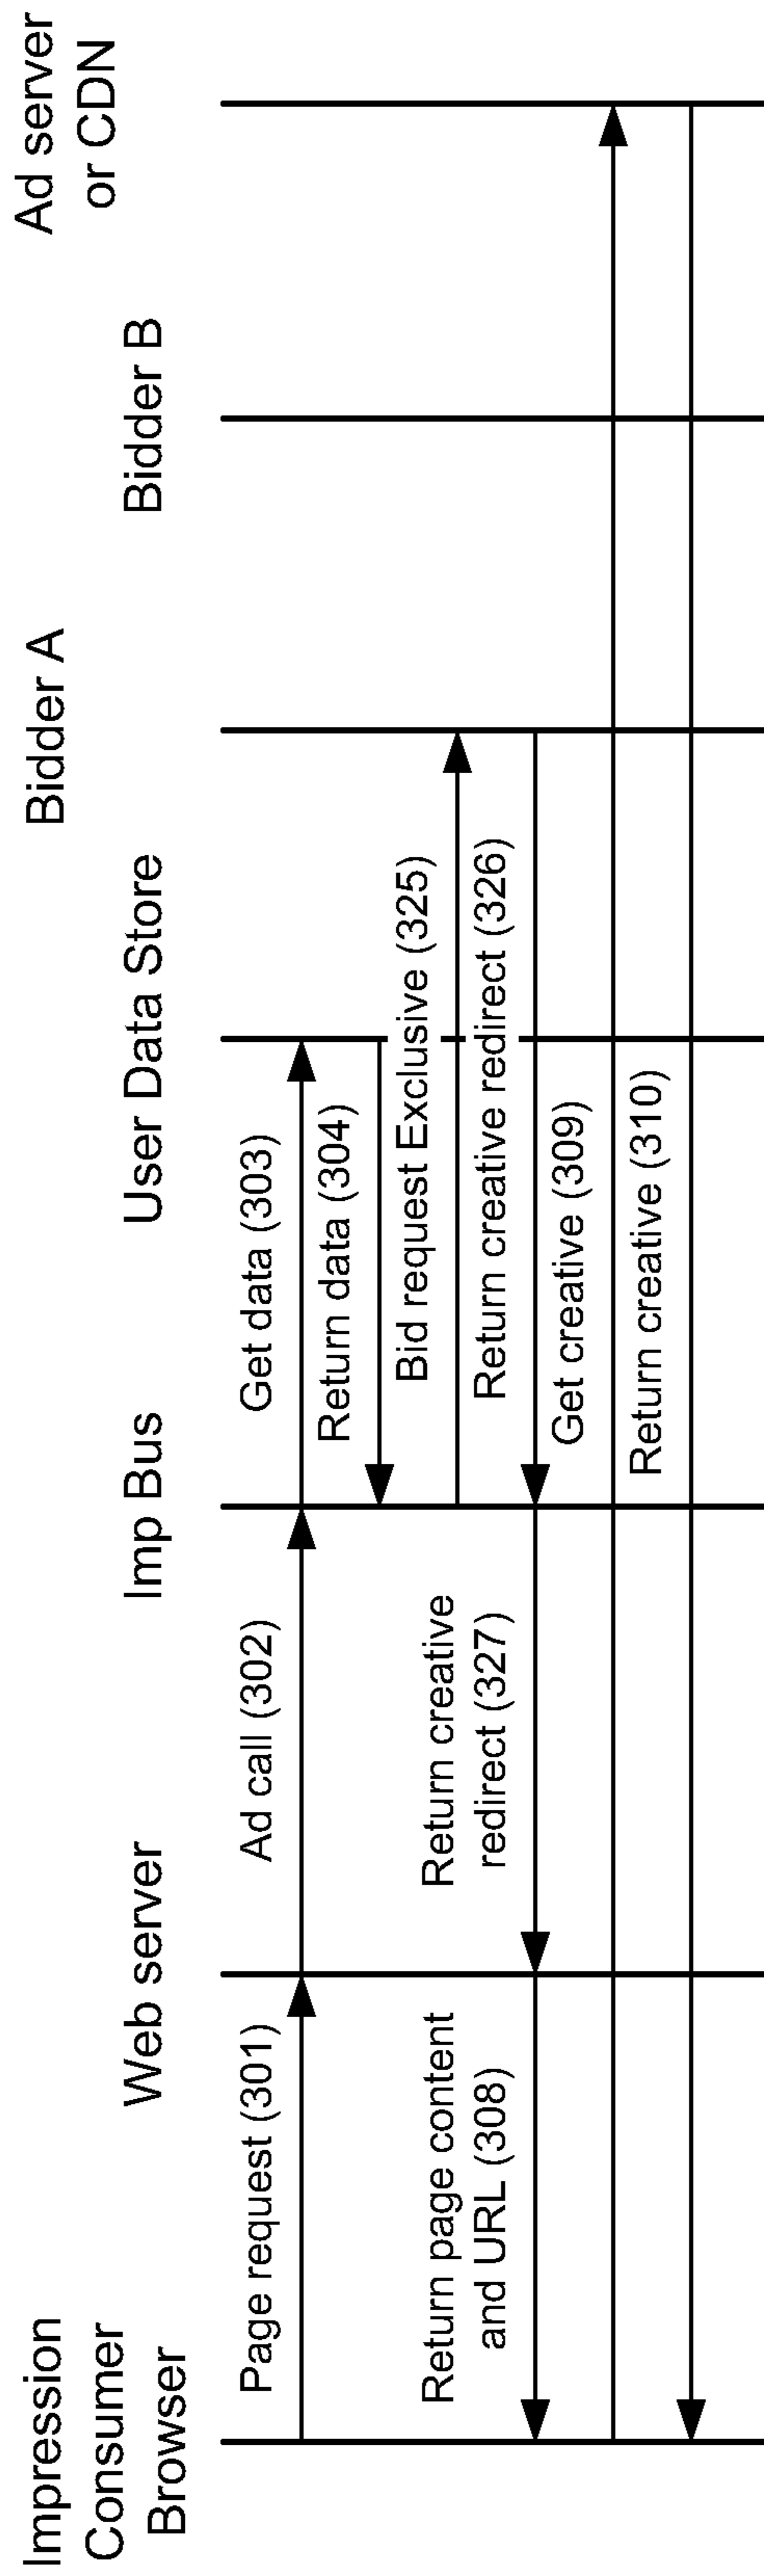 Impression
Consumer
Browser
Web server
Imp Bus
User Data Store
Bidder A
Bidder B
Ad server
or CDN
Page request (301)
Ad call (302)
Get data (303)
Return data (304)
Bid request Exclusive (325)
Return creative redirect (326)
Return creative
redirect (327)
Return page content
and URL (308)
Get creative (309)
Return creative (310)